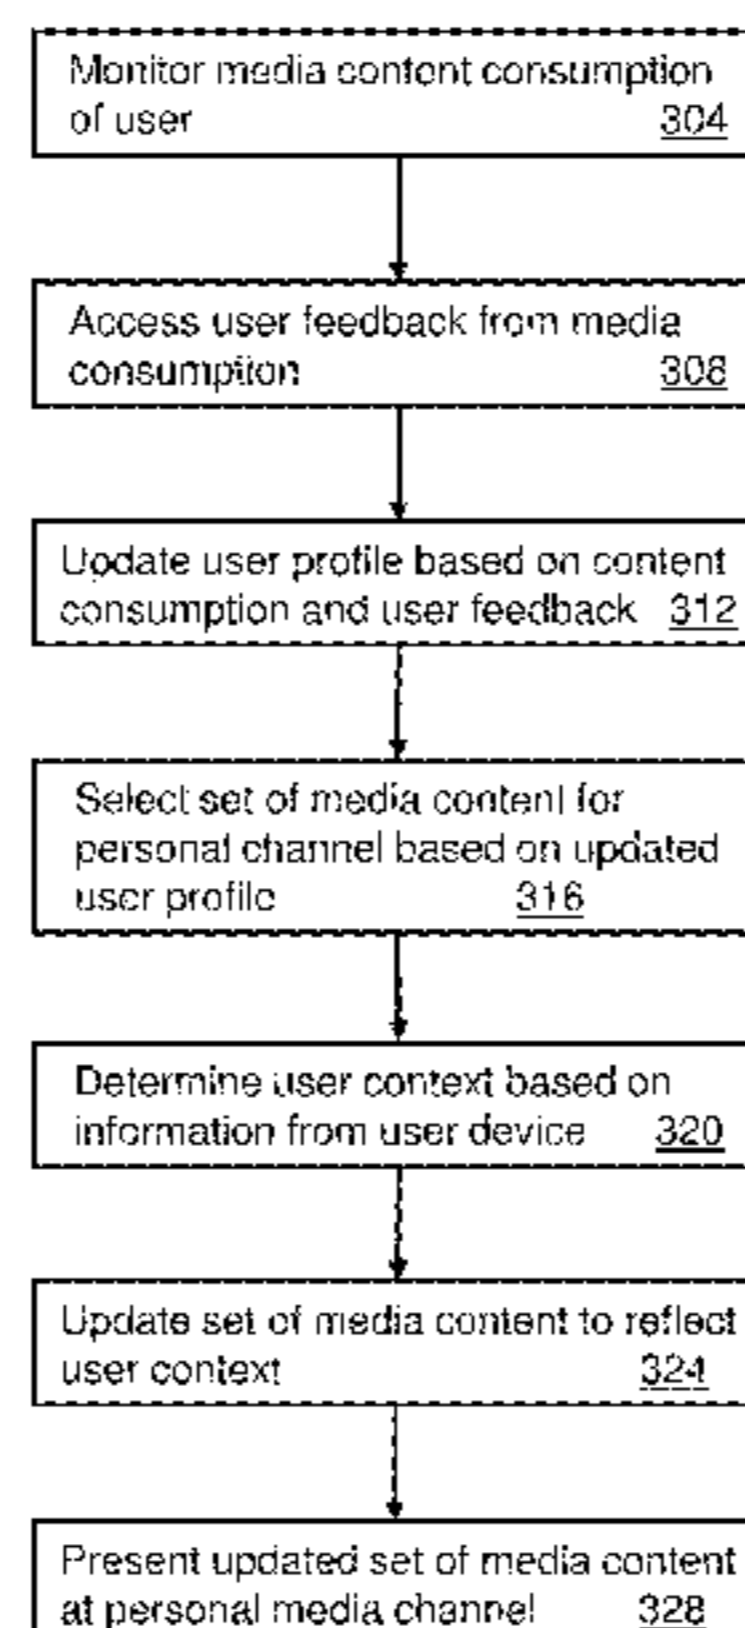 Monitor media content consumption
of user 304
Access user feedback from media
consumption 308
Update user profile based on content
consumption and user feedback 312
Select set of media content for
personal channel based on updated
user profile 316
Determine user context based on
information from user device 320
Update set of media content to reflect
user context 324
Present updated set of media content
at personal media channel 328